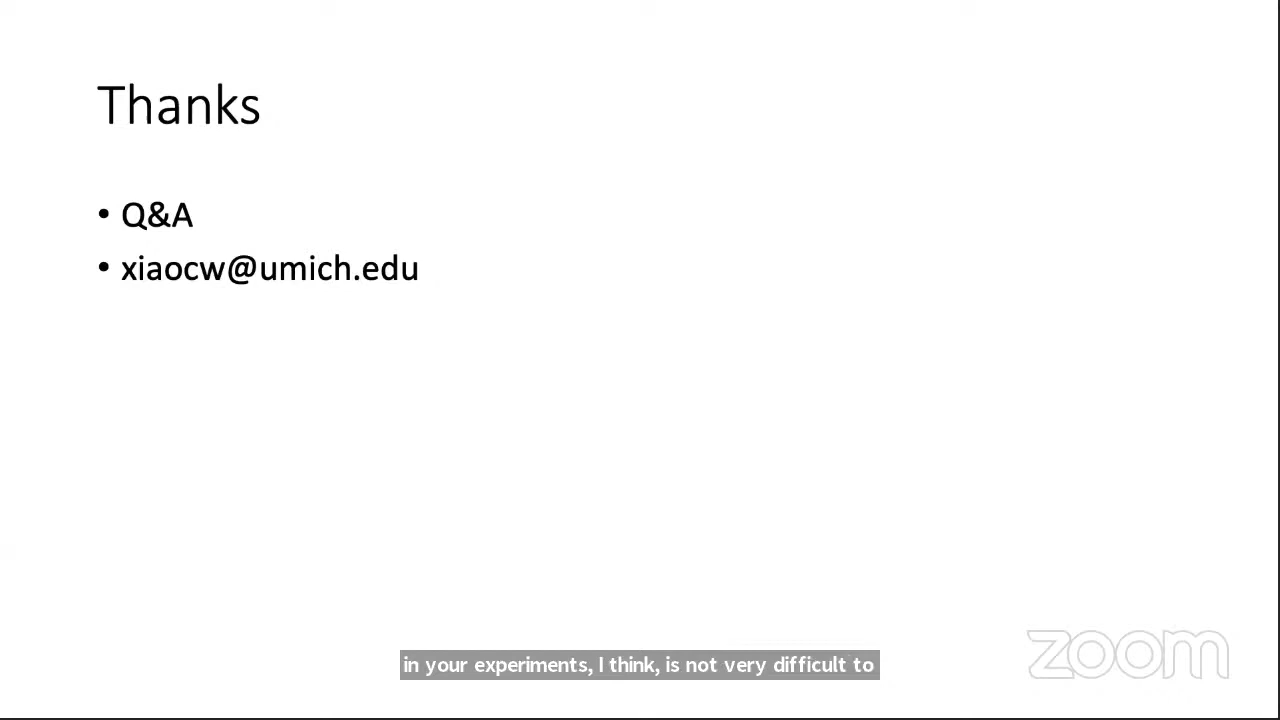 Thanks
• Q&A
• xiaocw@umich.edu
in your experiments, I think, is not very difficult to
zoom